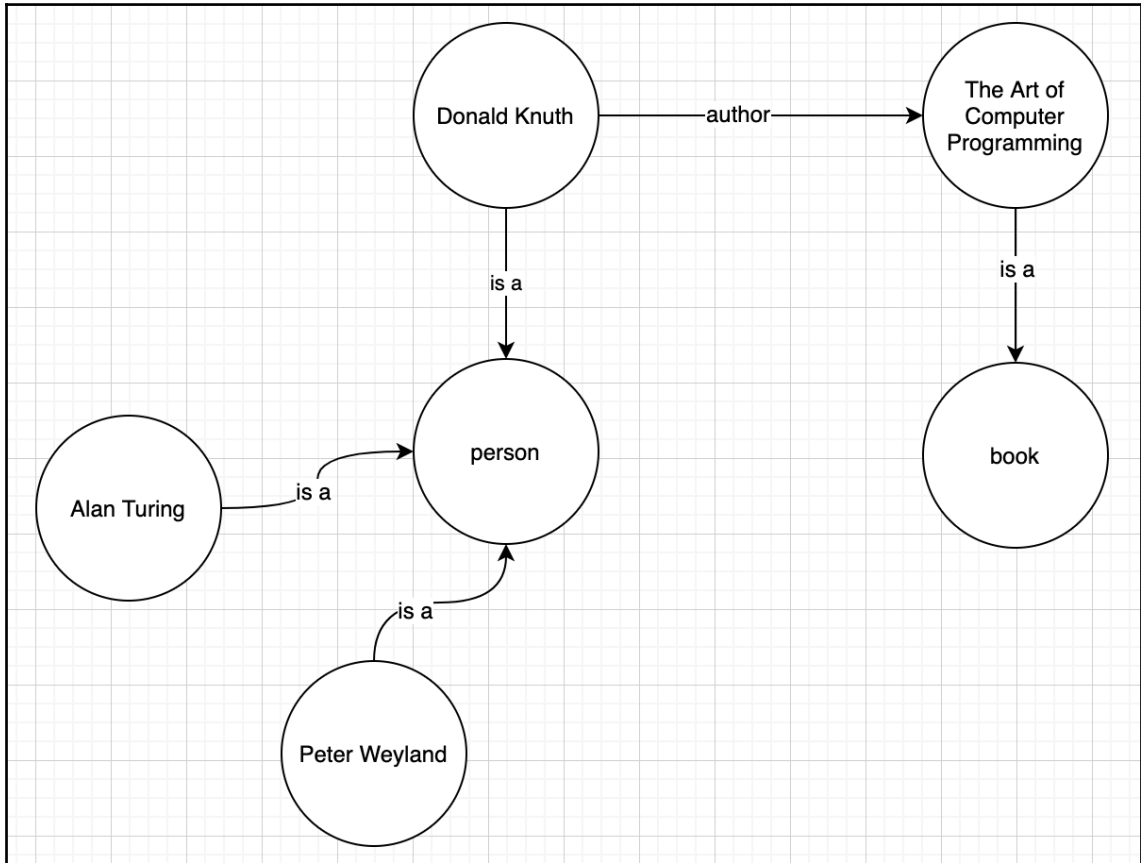 Donald Knuth
author
The Art of
Computer
Programming
is a
is a
person
book
Alan Turing
is a
is a
Peter Weyland